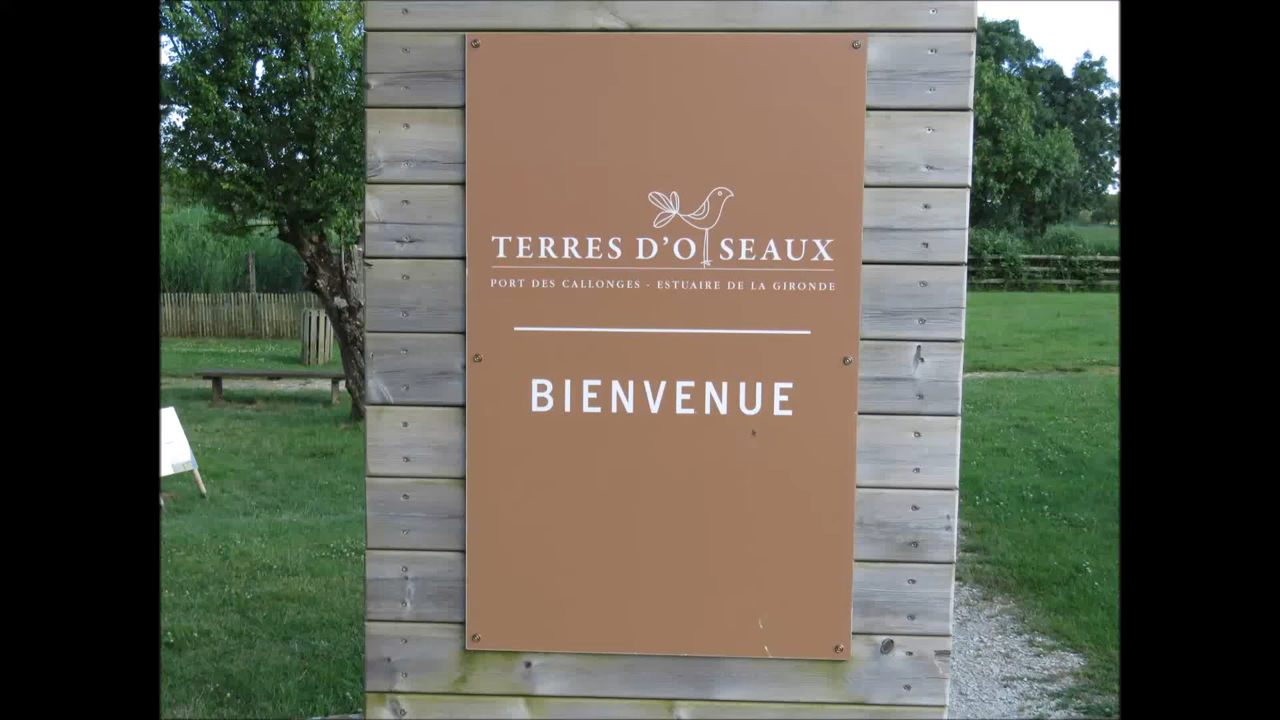 TERRES D'OISEAUX
PORT DES CALLONGES - ESTUAIRE DE LA GIRONDE
BIENVENUE